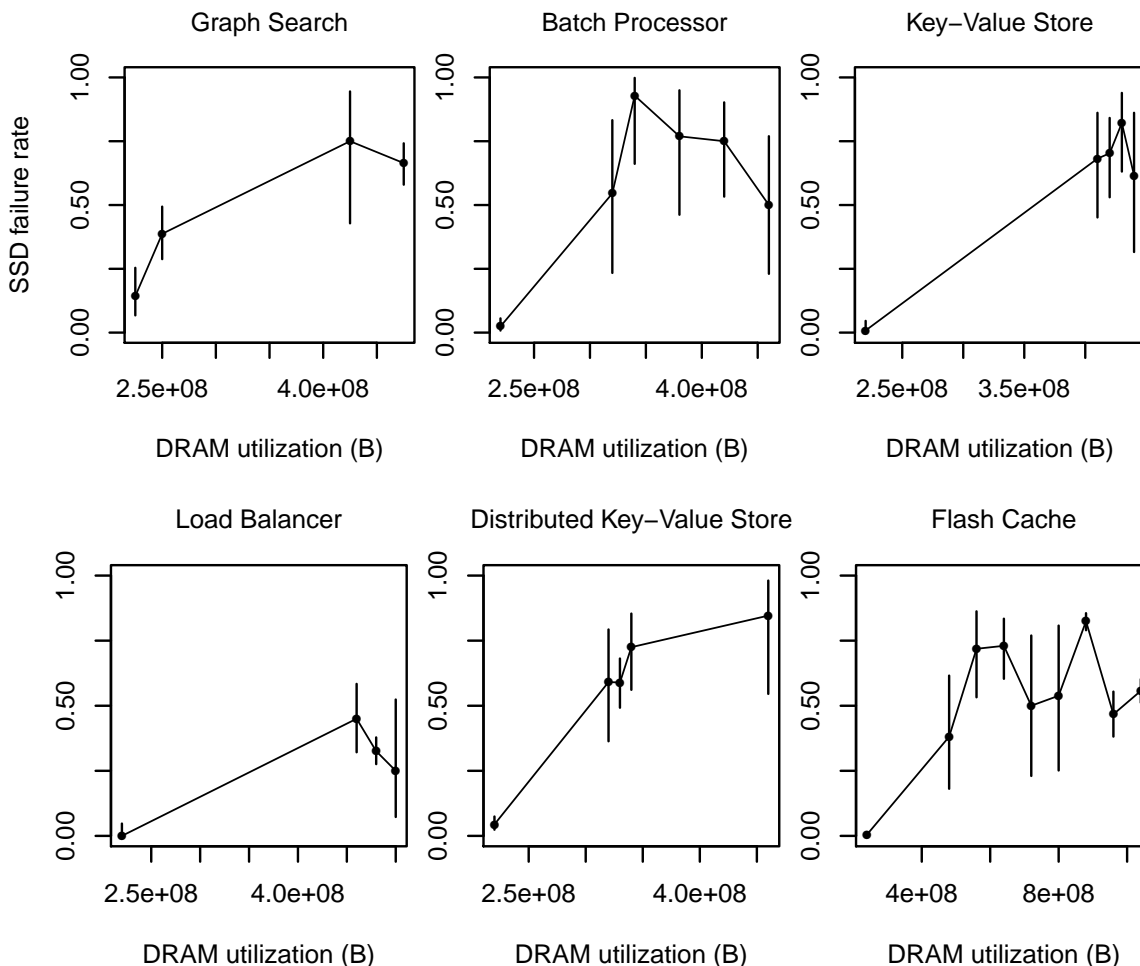 Graph Search
Batch Processor
Key−Value Store
SSD failure rate
0.00
0.50
1.00
2.5e+08
4.0e+08
DRAM utilization (B)
0.00
0.50
1.00
2.5e+08
4.0e+08
DRAM utilization (B)
0.00
0.50
1.00
2.5e+08
3.5e+08
DRAM utilization (B)
Load Balancer
Distributed Key−Value Store
Flash Cache
0.00
0.50
1.00
2.5e+08
4.0e+08
DRAM utilization (B)
0.00
0.50
1.00
2.5e+08
4.0e+08
DRAM utilization (B)
0.00
0.50
1.00
4e+08
8e+08
DRAM utilization (B)